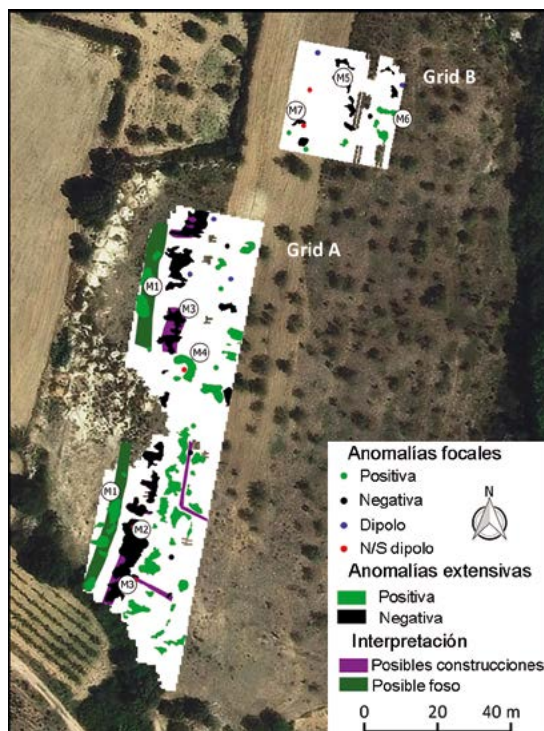 Grid B
M5
M7
M6
Grid A
M1
M3
M4
M1
M2
M3
Anomalías focales
Positiva
Negativa
Dipolo
N/S dipolo
N
Anomalías extensivas
Positiva
Negativa
Interpretación
Posibles construcciones
Posible foso
0 20 40 m